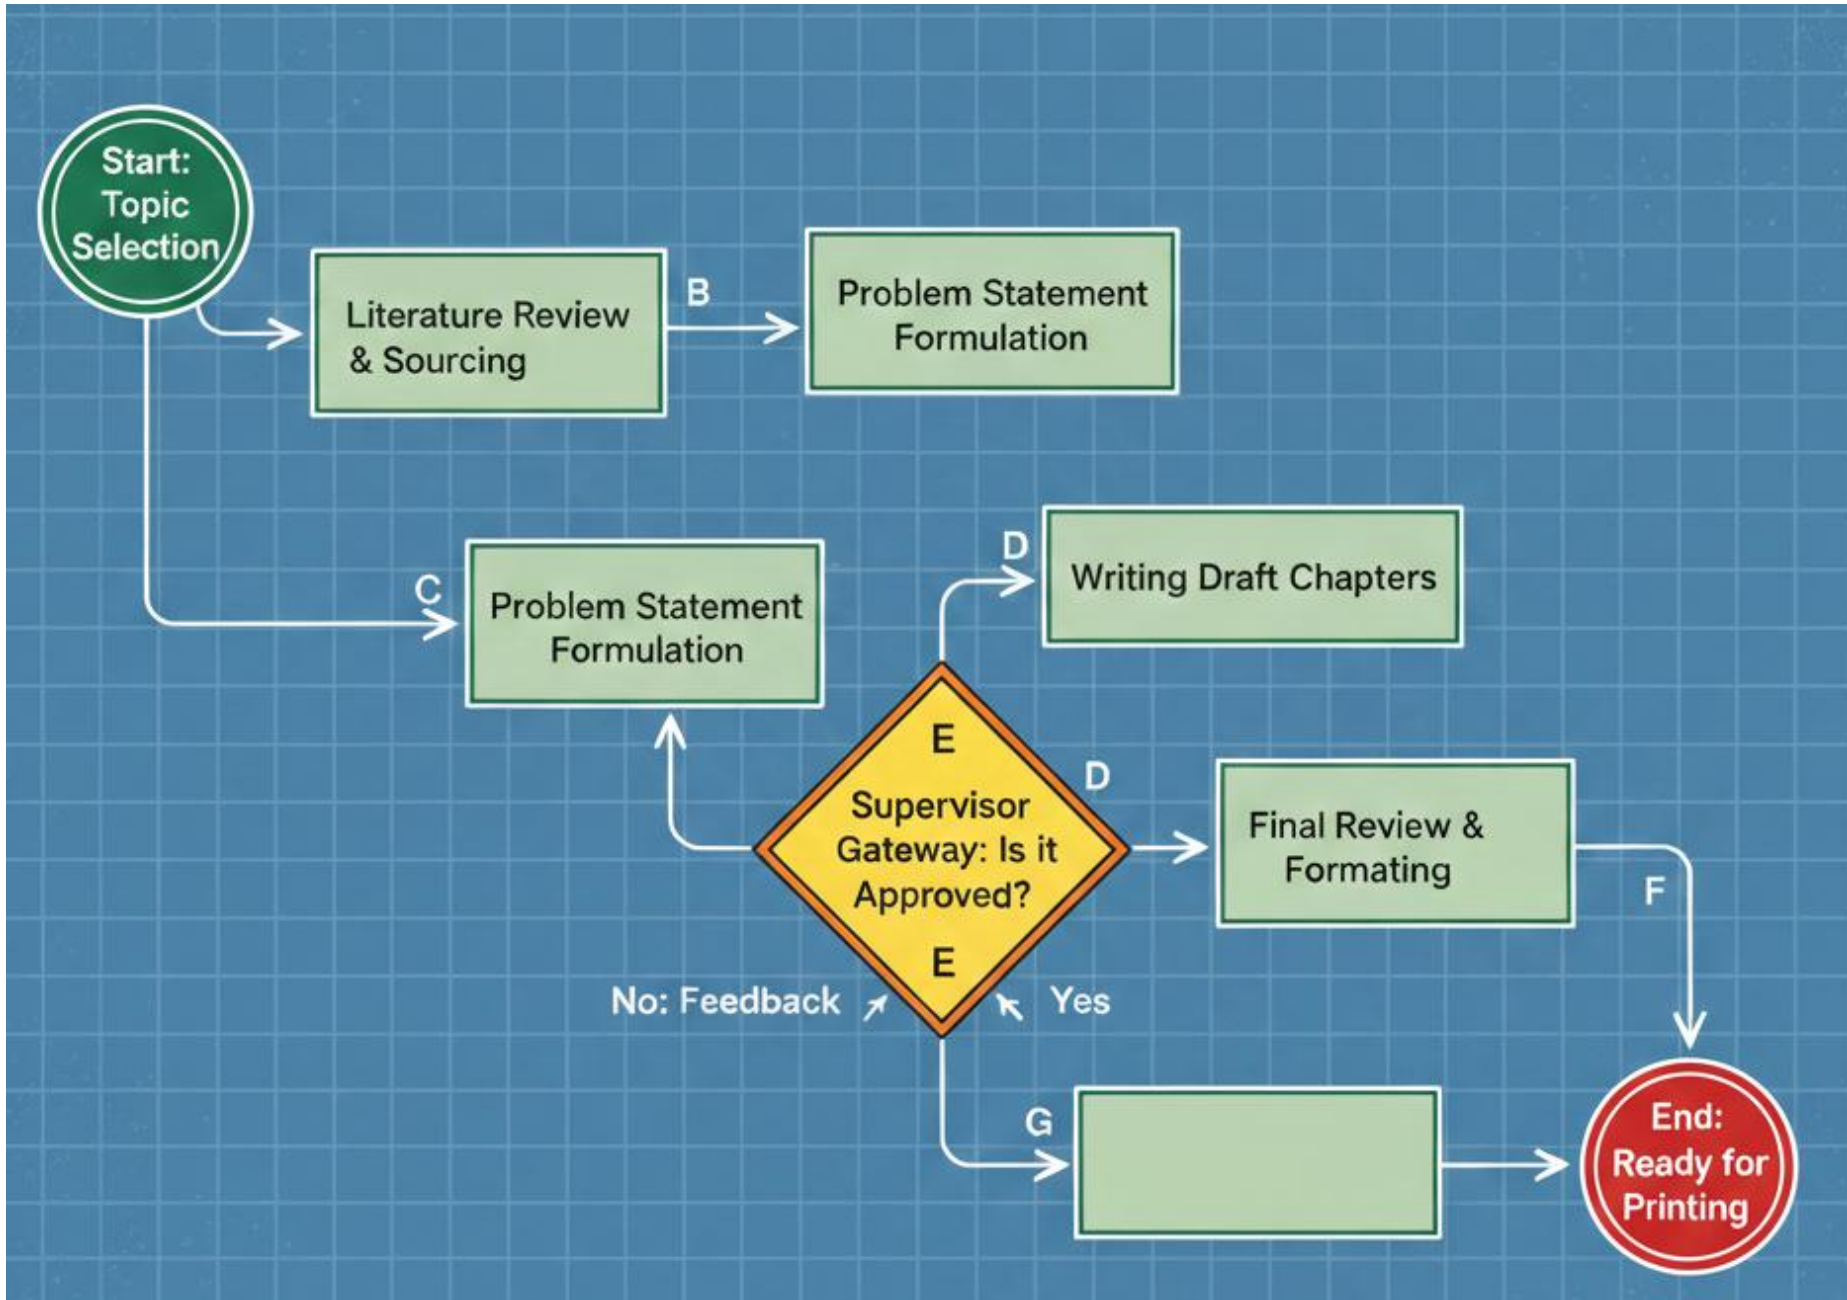 Start:
Topic
Selection
Literature Review
& Sourcing
B
Problem Statement
Formulation
C
Problem Statement
Formulation
D
Writing Draft Chapters
E
Supervisor
Gateway: Is it
Approved?
E
D
Final Review &
Formating
F
No: Feedback
Yes
G
End:
Ready for
Printing